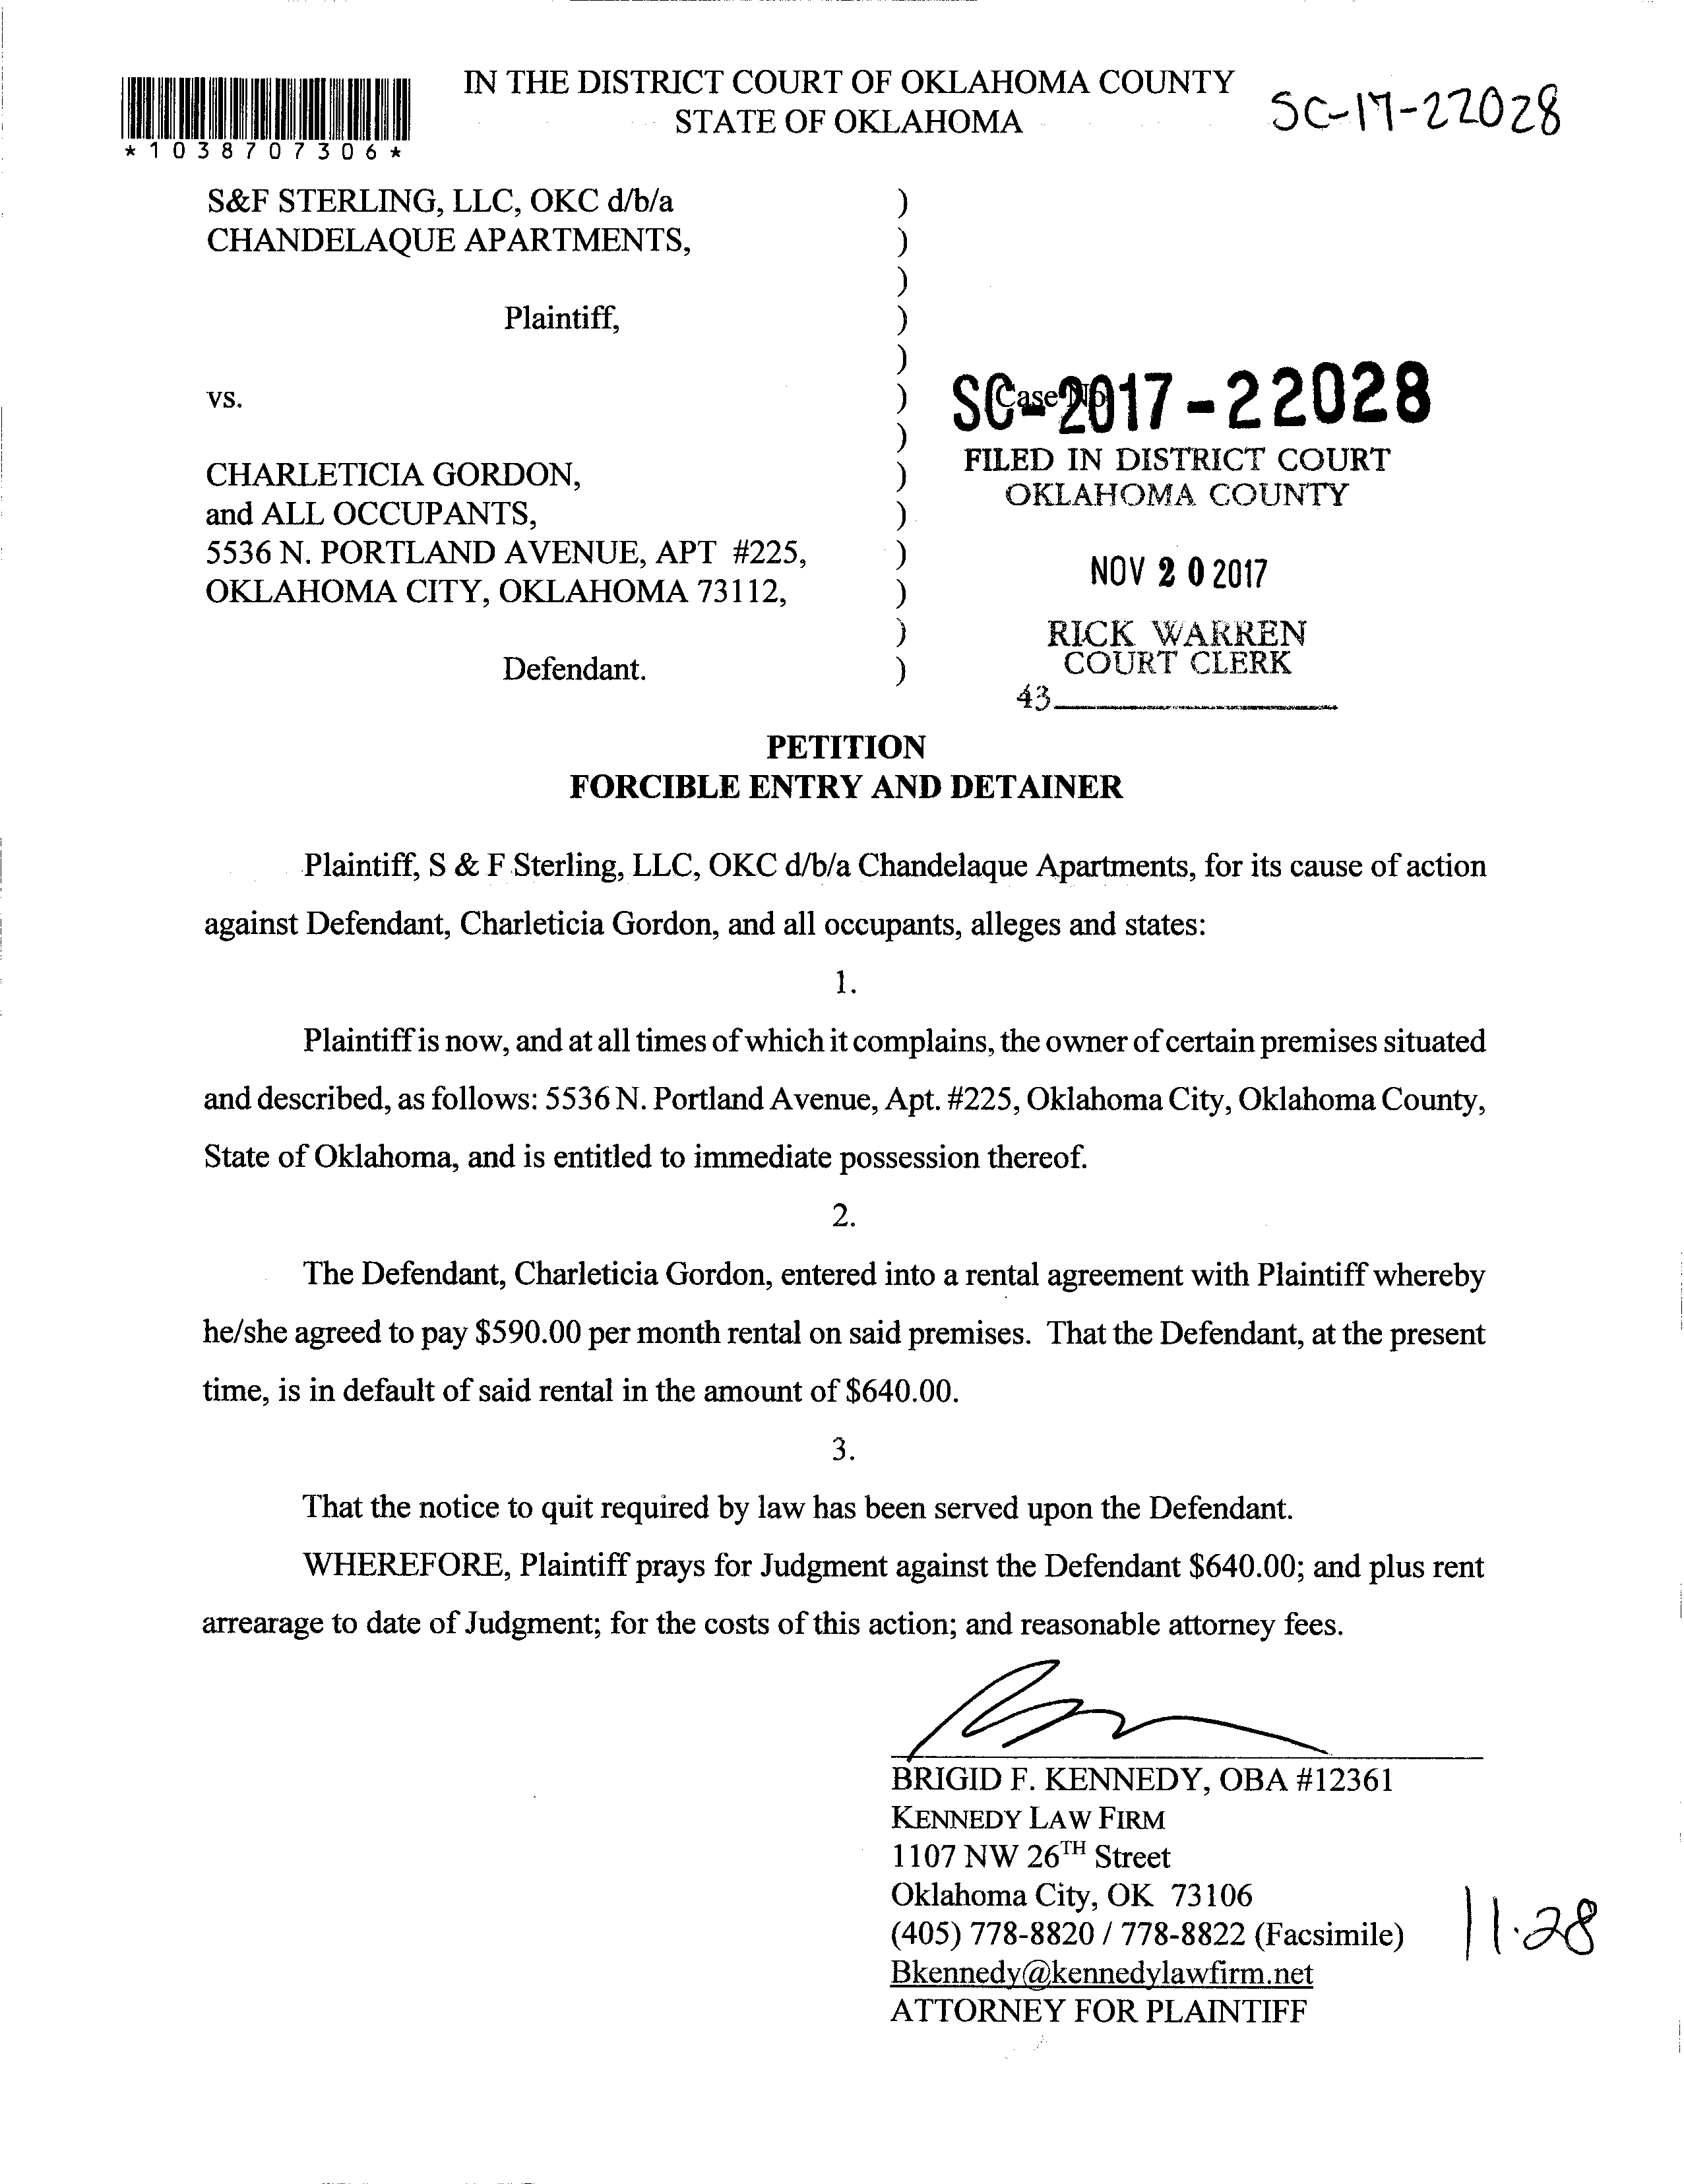 IN THE DISTRICT COURT OF OKLAHOMA COUNTY
STATE OF OKLAHOMA
SC-17-22028
*1038707306*
S&F STERLING, LLC, OKC d/b/a )
CHANDELAQUE APARTMENTS, )
)
Plaintiff, )
)
vs. )
Case No.
SC-2017-22028
)
FILED IN DISTRICT COURT
OKLAHOMA COUNTY
CHARLETICIA GORDON, )
and ALL OCCUPANTS, )
5536 N. PORTLAND AVENUE, APT #225, )
OKLAHOMA CITY, OKLAHOMA 73112, )
NOV 20 2017
)
Defendant. )
RICK WARREN
COURT CLERK
43
PETITION
FORCIBLE ENTRY AND DETAINER
Plaintiff, S & F Sterling, LLC, OKC d/b/a Chandelaque Apartments, for its cause of action
against Defendant, Charleticia Gordon, and all occupants, alleges and states:
1.
Plaintiff is now, and at all times of which it complains, the owner of certain premises situated
and described, as follows: 5536 N. Portland Avenue, Apt. #225, Oklahoma City, Oklahoma County,
State of Oklahoma, and is entitled to immediate possession thereof.
2.
The Defendant, Charleticia Gordon, entered into a rental agreement with Plaintiff whereby
he/she agreed to pay $590.00 per month rental on said premises. That the Defendant, at the present
time, is in default of said rental in the amount of $640.00.
3.
That the notice to quit required by law has been served upon the Defendant.
WHEREFORE, Plaintiff prays for Judgment against the Defendant $640.00; and plus rent
arrearage to date of Judgment; for the costs of this action; and reasonable attorney fees.
BRIGID F. KENNEDY, OBA #12361
KENNEDY LAW FIRM
1107 NW 26TH Street
Oklahoma City, OK 73106
(405) 778-8820 / 778-8822 (Facsimile)
Bkennedy@kennedylawfirm.net
ATTORNEY FOR PLAINTIFF
11.28